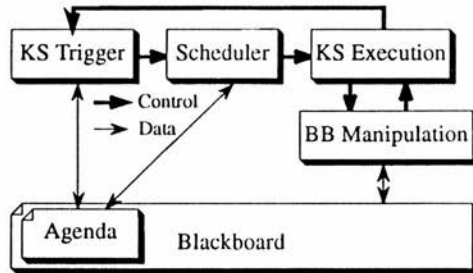 KS Trigger
Scheduler
KS Execution
Control
Data
BB Manipulation
Agenda
Blackboard